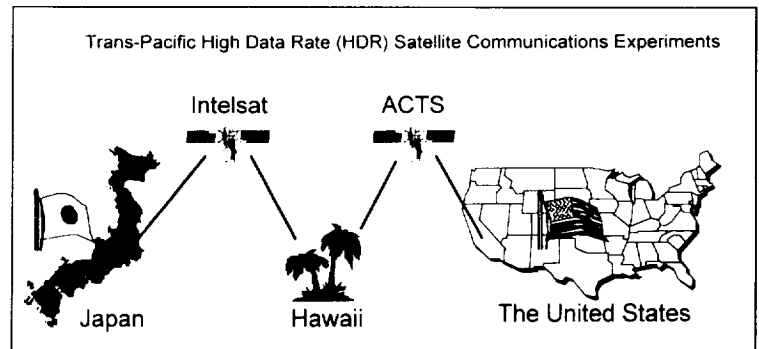 Trans-Pacific High Data Rate (HDR) Satellite Communications Experiments
Intelsat
ACTS
Japan
Hawaii
The United States